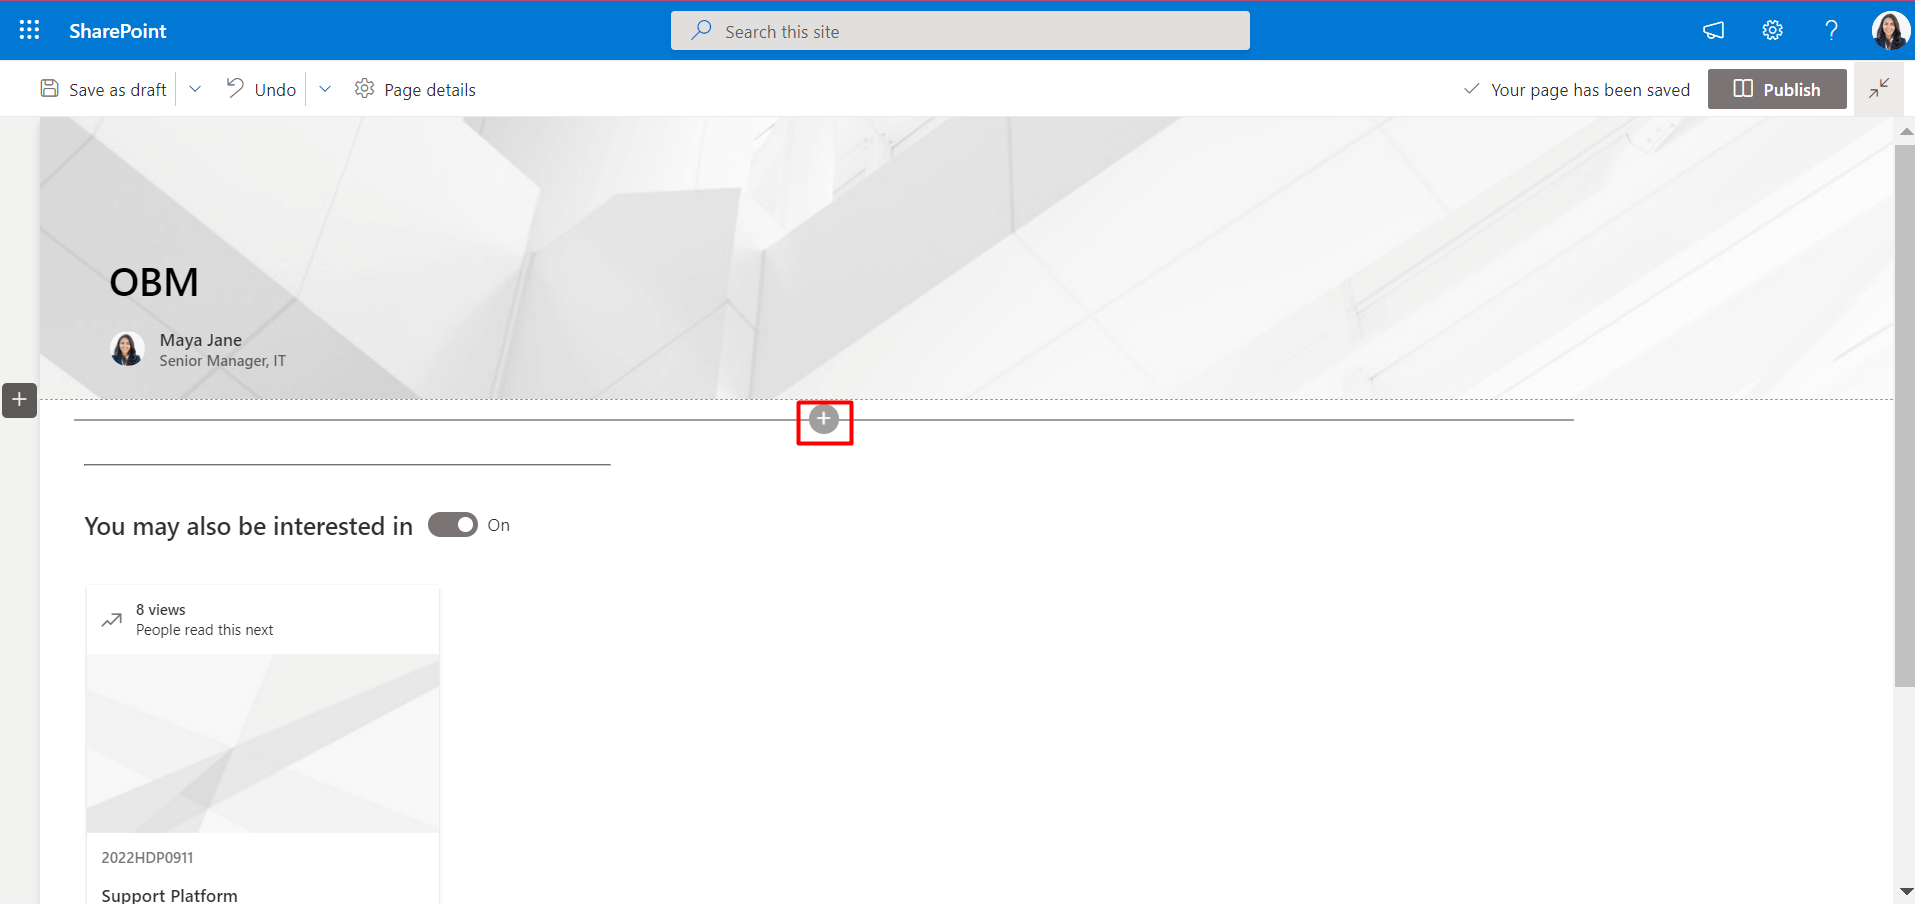 SharePoint
Search this site
Save as draft
Undo
Page details
Your page has been saved
Publish
OBM
Maya Jane
Senior Manager, IT
You may also be interested in
On
8 views
People read this next
2022HDP0911
Support Platform